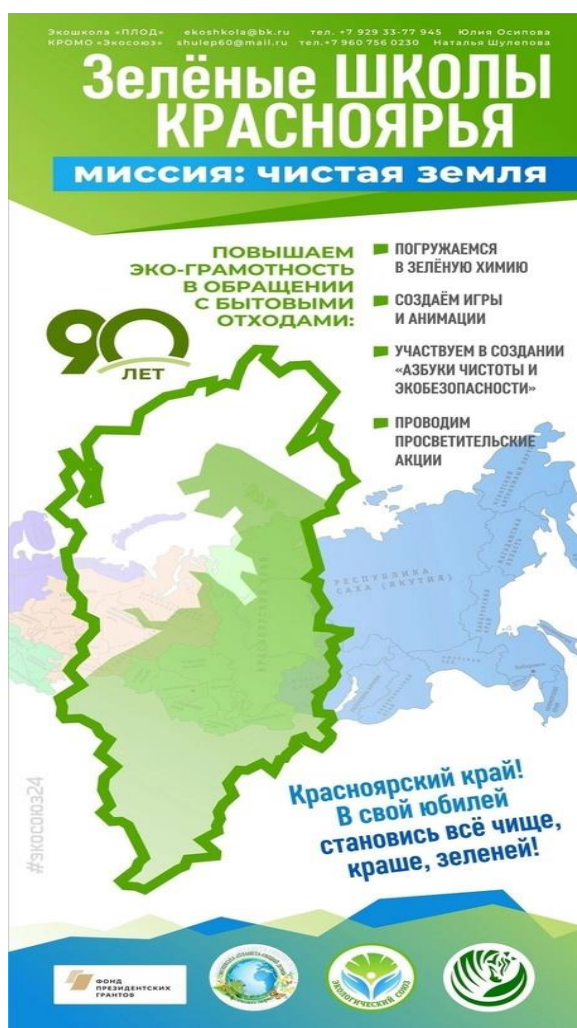 Экошкола «ПЛОД» ekoshkola@bk.ru тел. +7 929 33-77 945 Юлия Осипова
КРОМО «Экосоюз» shulep60@mail.ru тел.+7 960 756 0230 Наталья Шулепова
Зелёные ШКОЛЫ
КРАСНОЯРЬЯ
миссия: чистая земля
ПОВЫШАЕМ
ЭКО-ГРАМОТНОСТЬ
В ОБРАЩЕНИИ
С БЫТОВЫМИ
ОТХОДАМИ:
ПОГРУЖАЕМСЯ
В ЗЕЛЁНУЮ ХИМИЮ
СОЗДАЁМ ИГРЫ
И АНИМАЦИИ
УЧАСТВУЕМ В СОЗДАНИИ
«АЗБУКИ ЧИСТОТЫ И
ЭКОБЕЗОПАСНОСТИ»
ПРОВОДИМ
ПРОСВЕТИТЕЛЬСКИЕ
АКЦИИ
90
ЛЕТ
РЕСПУБЛИКА
САХА (ЯКУТИЯ)
#экосоюз24
Красноярский край!
В свой юбилей
становись всё чище,
краше, зеленей!
ФОНД
ПРЕЗИДЕНТСКИХ
ГРАНТОВ
ЭКОЛОГИЧЕСКИЙ СОЮЗ